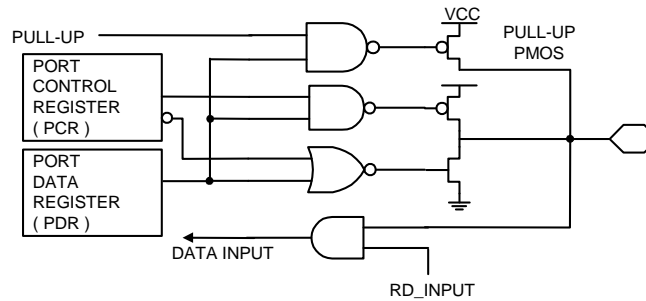 VCC
PULL-UP
PULL-UP
PMOS
PORT
CONTROL
REGISTER
( PCR )
PORT
DATA
REGISTER
( PDR )
DATA INPUT
RD_INPUT